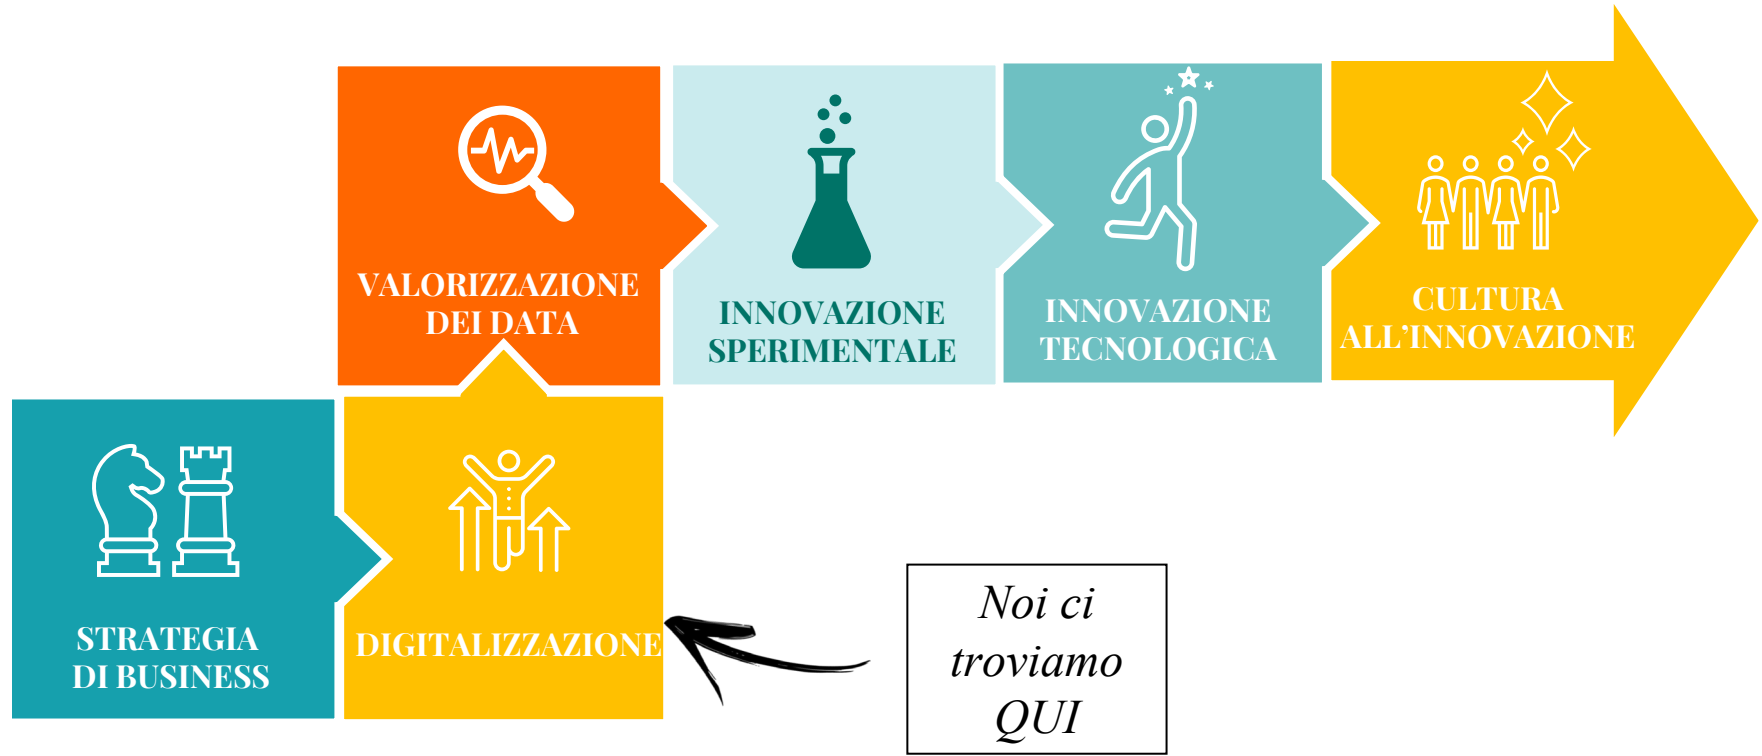 VALORIZZAZIONE
DEI DATA
INNOVAZIONE
SPERIMENTALE
INNOVAZIONE
TECNOLOGICA
CULTURA
ALL’INNOVAZIONE
STRATEGIA
DI BUSINESS
DIGITALIZZAZIONE
Noi ci
troviamo
QUI